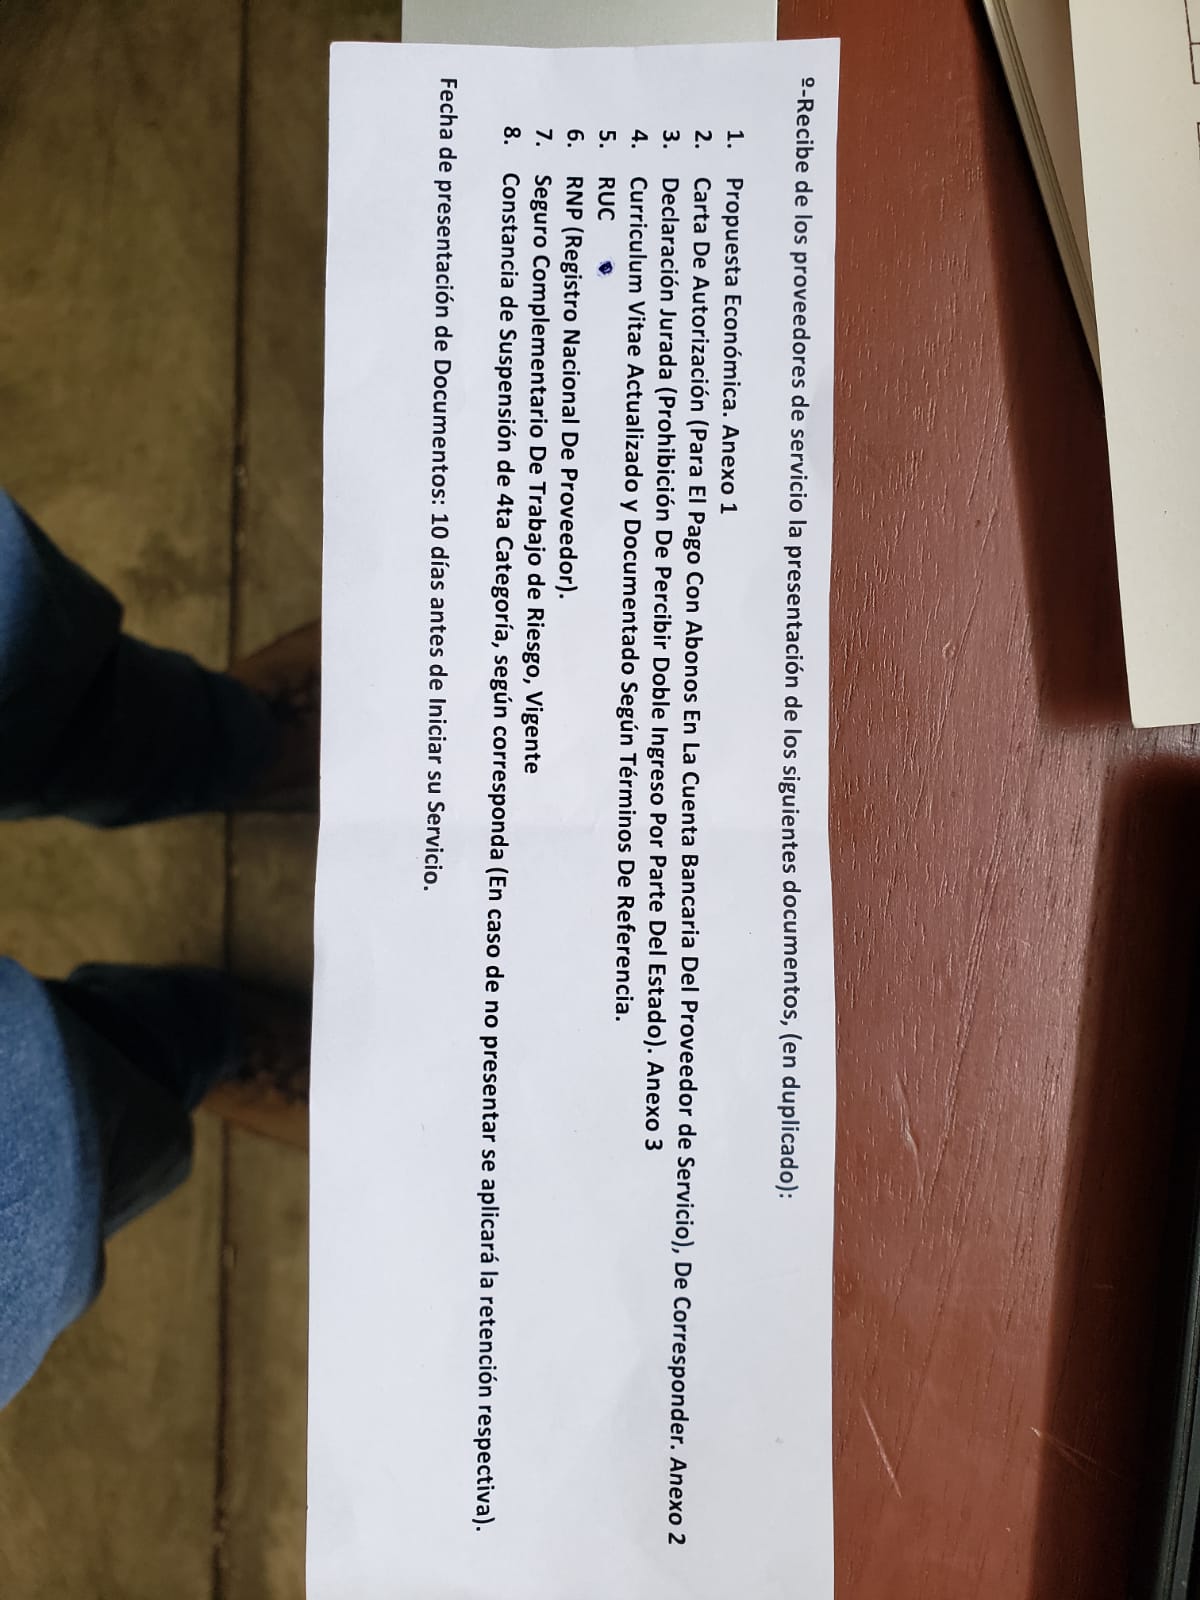 º-Recibe de los proveedores de servicio la presentación de los siguientes documentos, (en duplicado):
1. Propuesta Económica. Anexo 1
2. Carta De Autorización (Para El Pago Con Abonos En La Cuenta Bancaria Del Proveedor de Servicio), De Corresponder. Anexo 2
3. Declaración Jurada (Prohibición De Percibir Doble Ingreso Por Parte Del Estado). Anexo 3
4. Curriculum Vitae Actualizado y Documentado Según Términos De Referencia.
5. RUC
6. RNP (Registro Nacional De Proveedor).
7. Seguro Complementario De Trabajo de Riesgo, Vigente
8. Constancia de Suspensión de 4ta Categoría, según corresponda (En caso de no presentar se aplicará la retención respectiva).
Fecha de presentación de Documentos: 10 días antes de Iniciar su Servicio.